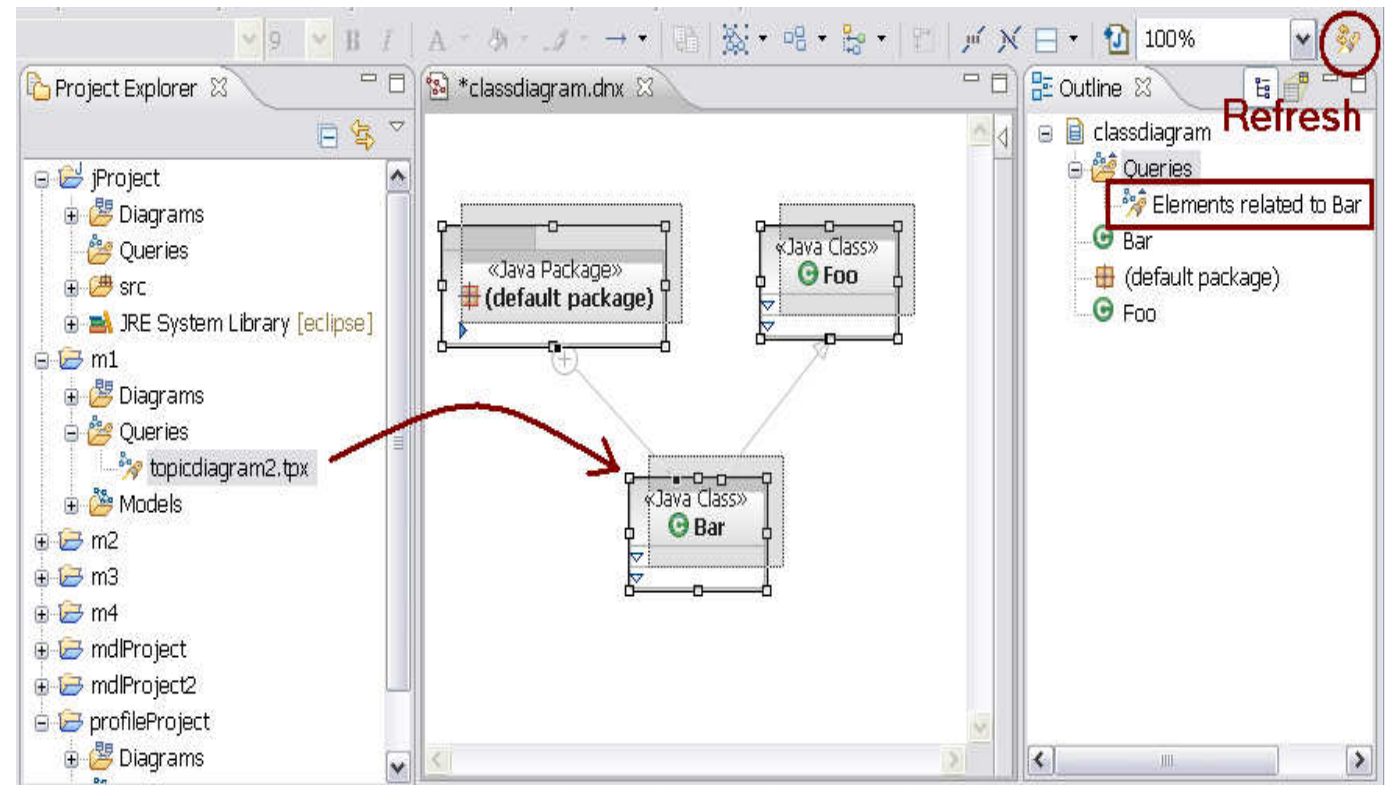 9 B I A 100%
Project Explorer
jProject
Diagrams
Queries
src
JRE System Library [eclipse]
m1
Diagrams
Queries
topicdiagram2.tpx
Models
m2
m3
m4
mdlProject
mdlProject2
profileProject
Diagrams
*classdiagram.dnx
«Java Package»
(default package)
«Java Class»
Foo
«Java Class»
Bar
Outline
Refresh
classdiagram
Queries
Elements related to Bar
Bar
(default package)
Foo